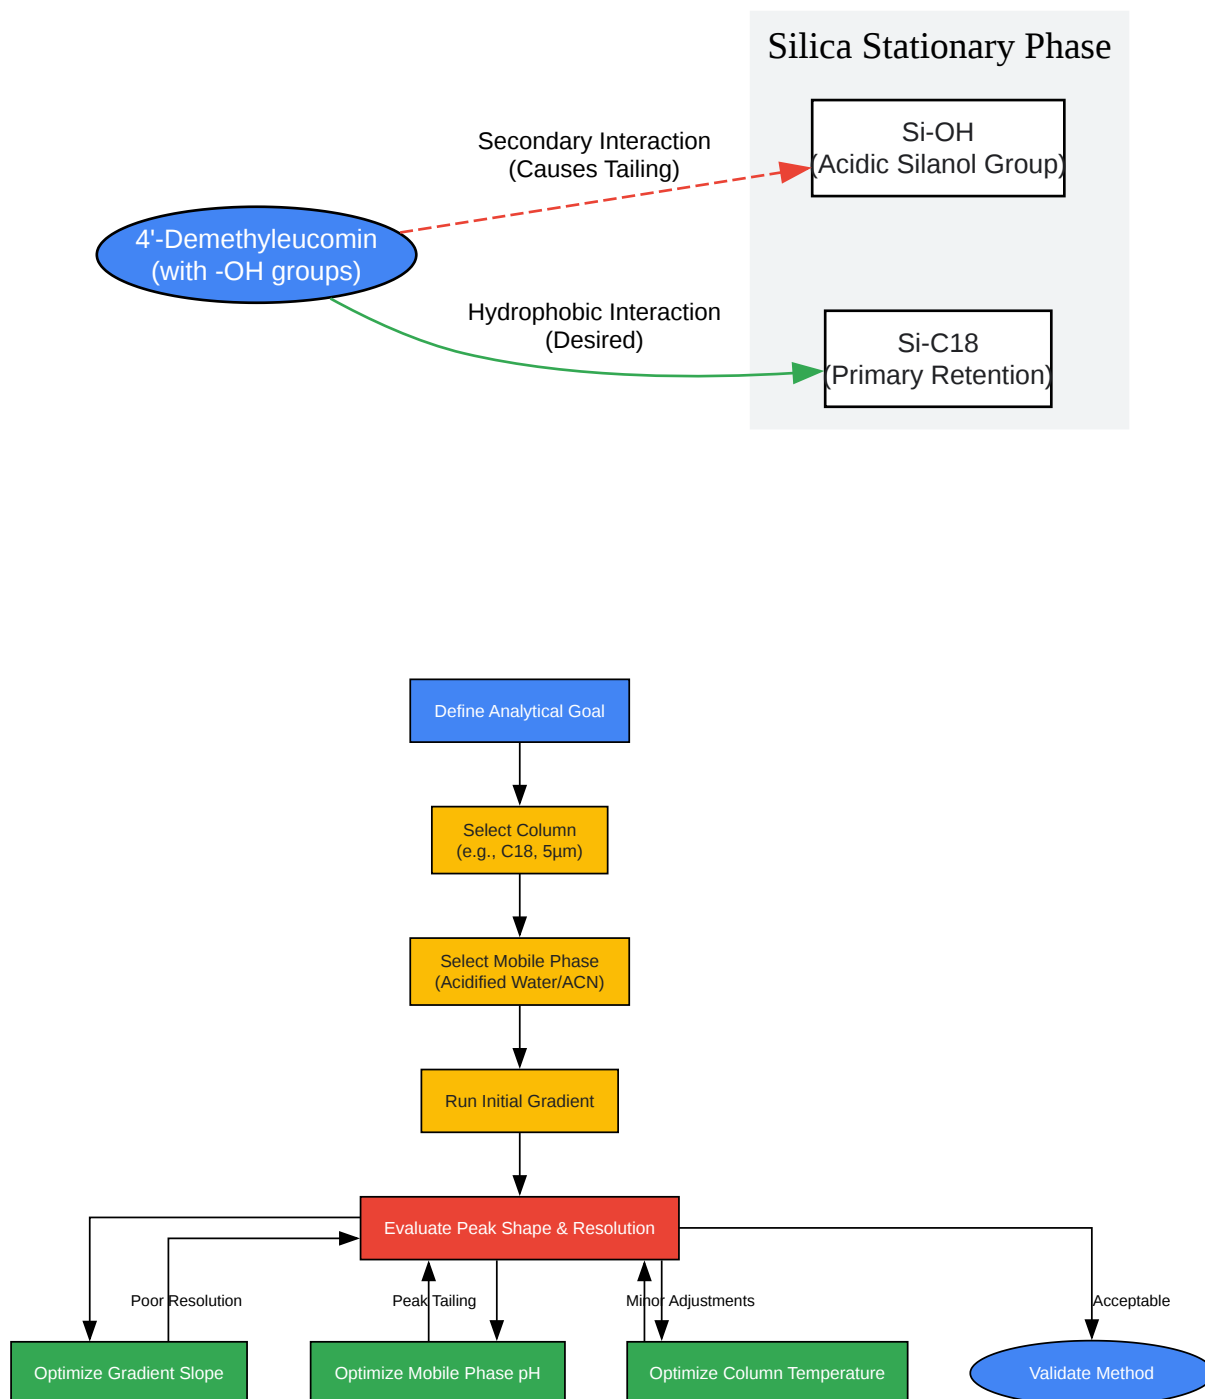 Silica Stationary Phase
Si-OH
(Acidic Silanol Group)
Secondary Interaction
(Causes Tailing)
4'-Demethyleucomin
(with -OH groups)
Hydrophobic Interaction
(Desired)
Si-C18
(Primary Retention)
Define Analytical Goal
Select Column
(e.g., C18, 5µm)
Select Mobile Phase
(Acidified Water/ACN)
Run Initial Gradient
Evaluate Peak Shape & Resolution
Poor Resolution
Peak Tailing
Minor Adjustments
Acceptable
Optimize Gradient Slope
Optimize Mobile Phase pH
Optimize Column Temperature
Validate Method